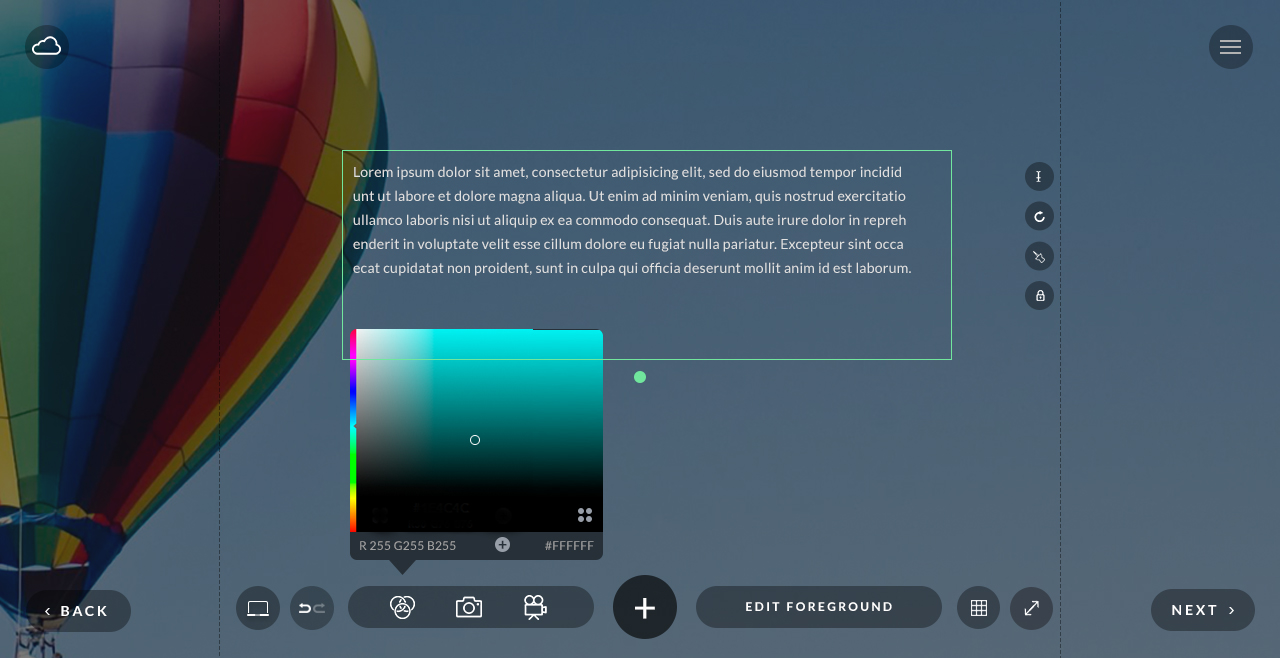 Lorem ipsum dolor sit amet, consectetur adipisicing elit, sed do eiusmod tempor incidid
unt ut labore et dolore magna aliqua. Ut enim ad minim veniam, quis nostrud exercitatio
ullamco laboris nisi ut aliquip ex ea commodo consequat. Duis aute irure dolor in repreh
enderit in voluptate velit esse cillum dolore eu fugiat nulla pariatur. Excepteur sint occa
ecat cupidatat non proident, sunt in culpa qui officia deserunt mollit anim id est laborum.
R 255 G255 B255 #FFFFFF
BACK
EDIT FOREGROUND
NEXT